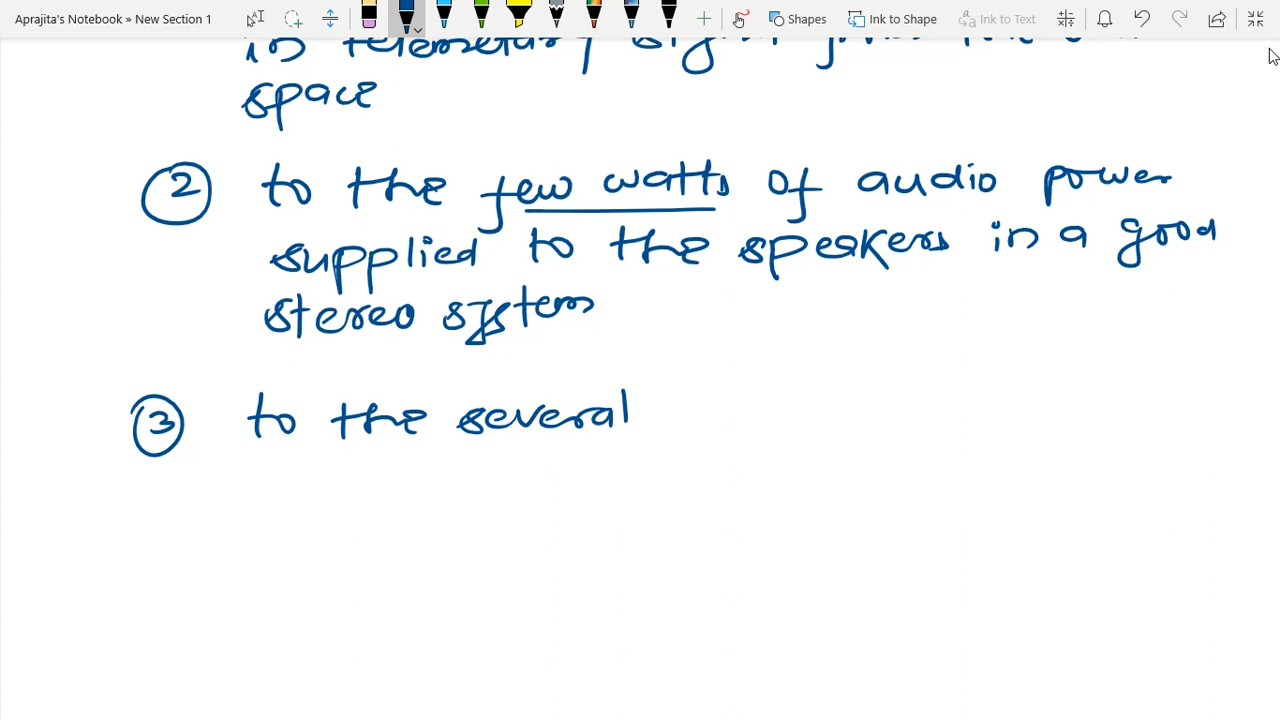 Aprajita's Notebook » New Section 1
Shapes
Ink to Shape
Ink to Text
in
space
2 to the few watts of audio power
supplied to the speakers in a good
stereo system
3 to the several